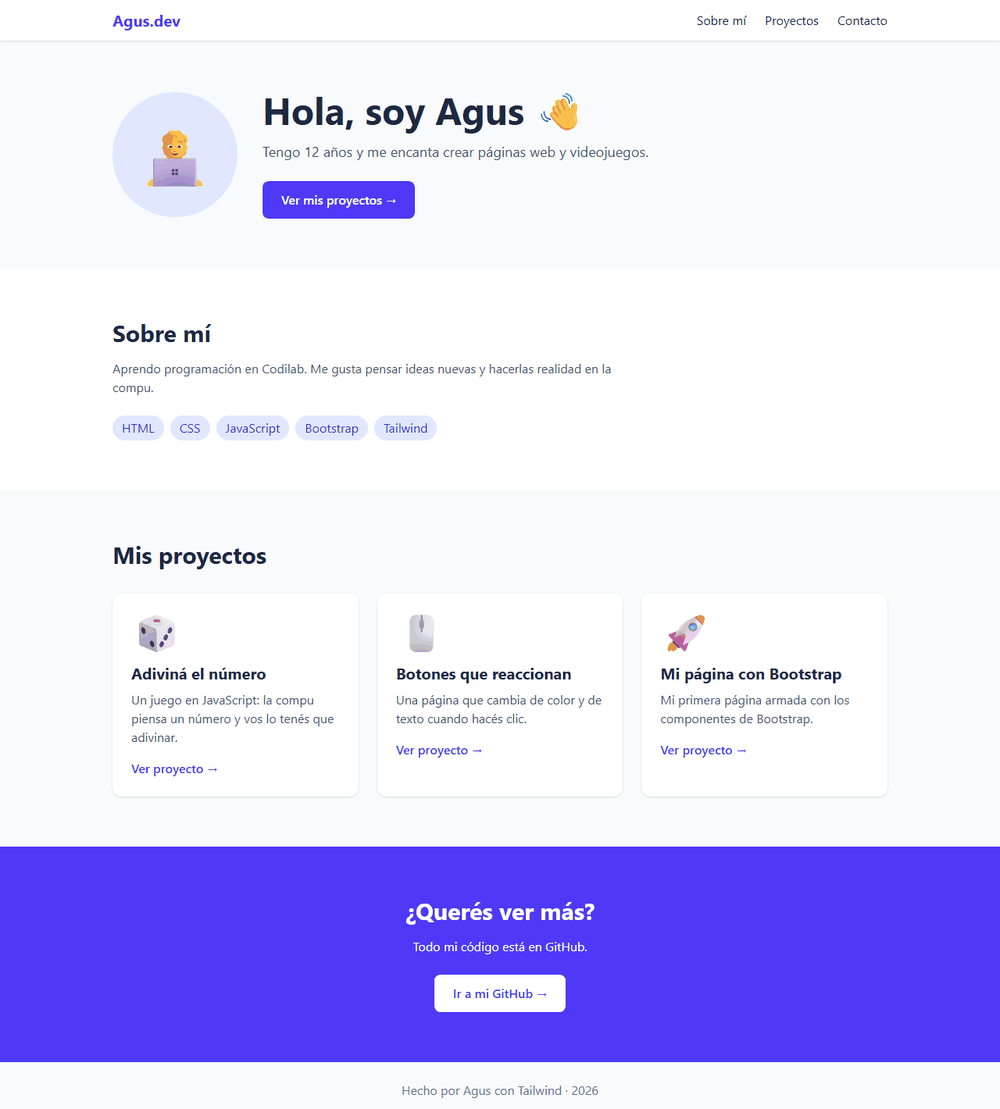 Agus.dev
Sobre mí Proyectos Contacto
Hola, soy Agus 👋
Tengo 12 años y me encanta crear páginas web y videojuegos.
Ver mis proyectos →
Sobre mí
Aprendo programación en Codilab. Me gusta pensar ideas nuevas y hacerlas realidad en la
compu.
HTML CSS JavaScript Bootstrap Tailwind
Mis proyectos
Adiviná el número
Un juego en JavaScript: la compu
piensa un número y vos lo tenés que
adivinar.
Ver proyecto →
Botones que reaccionan
Una página que cambia de color y de
texto cuando hacés clic.
Ver proyecto →
Mi página con Bootstrap
Mi primera página armada con los
componentes de Bootstrap.
Ver proyecto →
¿Querés ver más?
Todo mi código está en GitHub.
Ir a mi GitHub →
Hecho por Agus con Tailwind · 2026